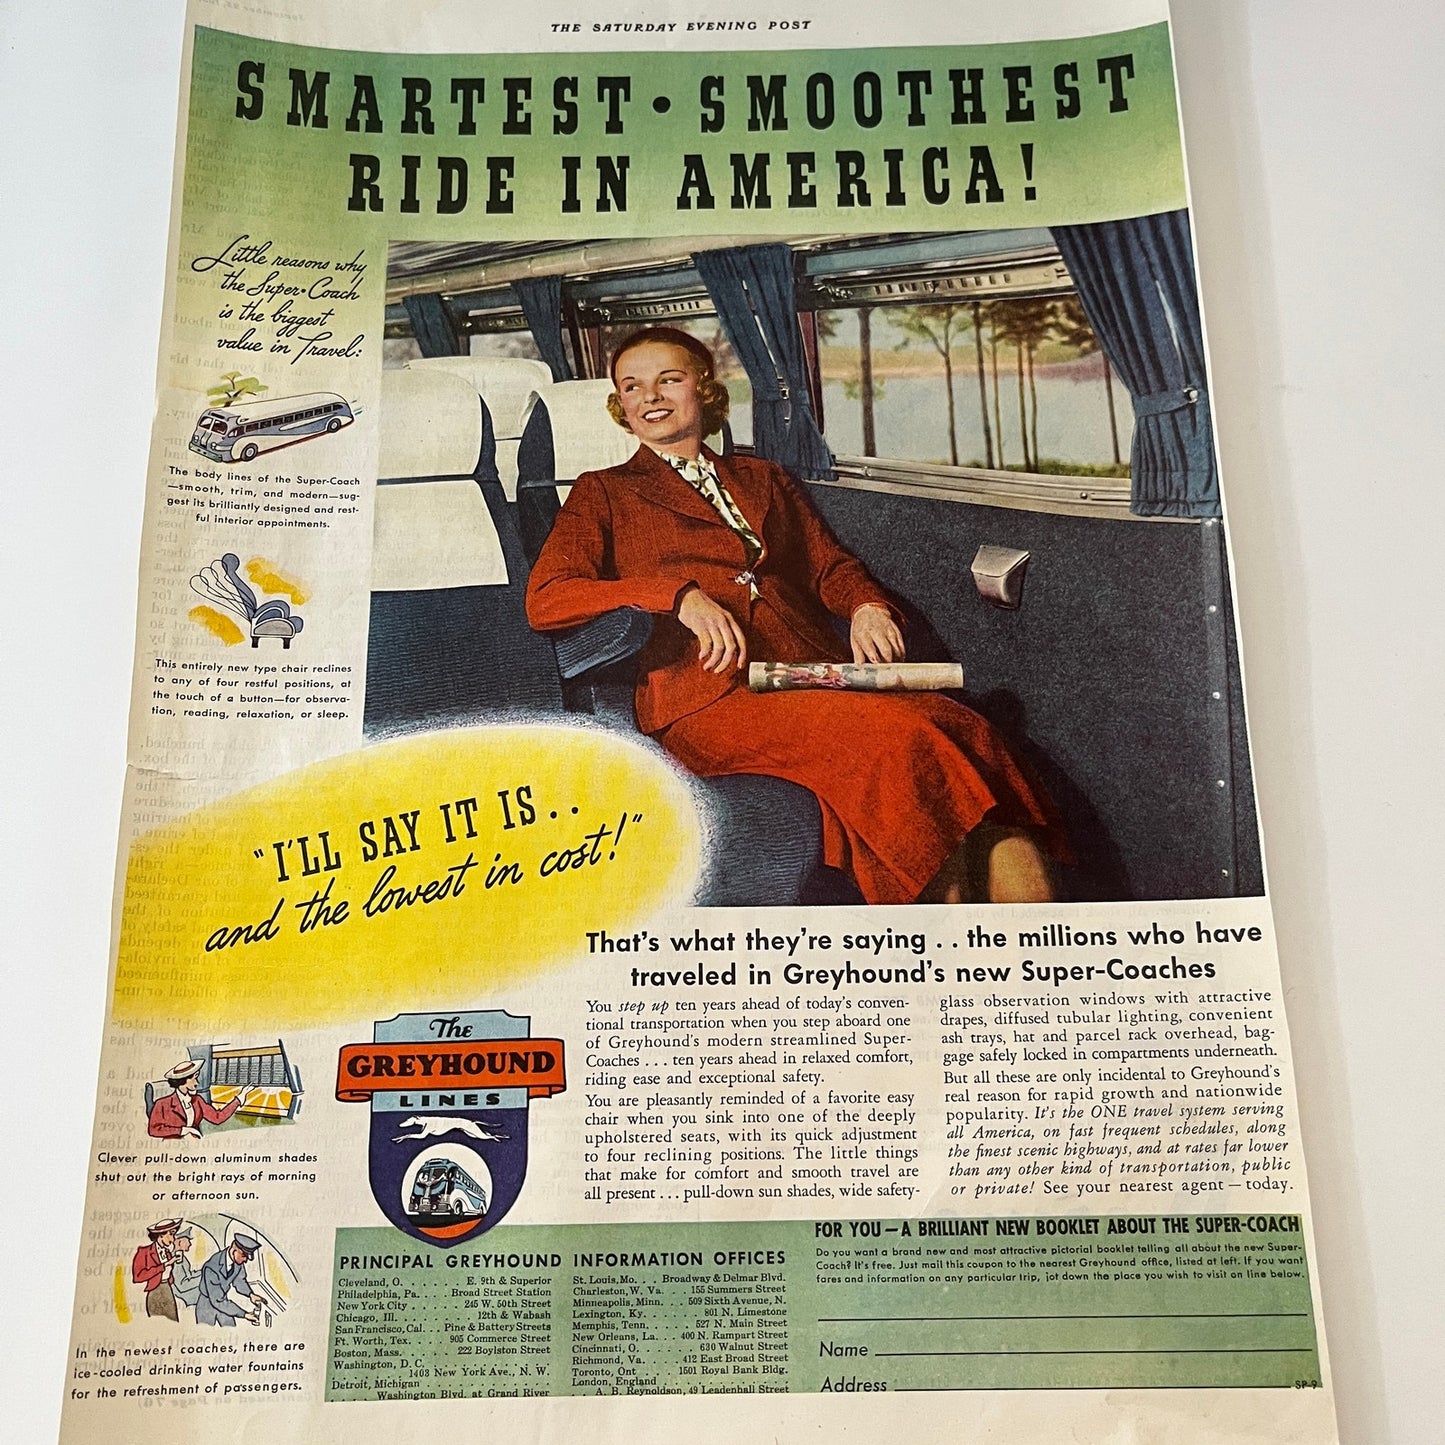 THE SATURDAY EVENING POST
SMARTEST • SMOOTHEST
RIDE IN AMERICA!
Little reasons why
the Super-Coach
is the biggest
value in Travel:
The body lines of the Super-Coach
—smooth, trim, and modern—sug-
gest its brilliantly designed and rest-
ful interior appointments.
This entirely new type chair reclines
to any of four restful positions, at
the touch of a button—for observa-
tion, reading, relaxation, or sleep.
"I'LL SAY IT IS..
and the lowest in cost!"
Clever pull-down aluminum shades
shut out the bright rays of morning
or afternoon sun.
In the newest coaches, there are
ice-cooled drinking water fountains
for the refreshment of passengers.
That's what they're saying . . the millions who have
traveled in Greyhound's new Super-Coaches
You step up ten years ahead of today's conven-
tional transportation when you step aboard one
of Greyhound's modern streamlined Super-
Coaches . . . ten years ahead in relaxed comfort,
riding ease and exceptional safety.
You are pleasantly reminded of a favorite easy
chair when you sink into one of the deeply
upholstered seats, with its quick adjustment
to four reclining positions. The little things
that make for comfort and smooth travel are
all present . . . pull-down sun shades, wide safety-
glass observation windows with attractive
drapes, diffused tubular lighting, convenient
ash trays, hat and parcel rack overhead, bag-
gage safely locked in compartments underneath.
But all these are only incidental to Greyhound's
real reason for rapid growth and nationwide
popularity. It's the ONE travel system serving
all America, on fast frequent schedules, along
the finest scenic highways, and at rates far lower
than any other kind of transportation, public
or private! See your nearest agent — today.
The
GREYHOUND
LINES
PRINCIPAL GREYHOUND INFORMATION OFFICES
Cleveland, O. . . . . . . E. 9th & Superior
Philadelphia, Pa. . . . Broad Street Station
New York City . . . . . 245 W. 50th Street
Chicago, Ill. . . . . . . . 12th & Wabash
San Francisco, Cal. . . Pine & Battery Streets
Ft. Worth, Tex. . . . . 905 Commerce Street
Boston, Mass. . . . . . 222 Boylston Street
Washington, D. C. . . . . . . . . . . .
. . . . . . 1403 New York Ave., N. W.
Detroit, Michigan . . . . . . . . . . .
. . . . Washington Blvd. at Grand River
St. Louis, Mo. . . Broadway & Delmar Blvd.
Charleston, W. Va. . . . 155 Summers Street
Minneapolis, Minn. . . 509 Sixth Avenue, N.
Lexington, Ky. . . . . . . 801 N. Limestone
Memphis, Tenn. . . . . 527 N. Main Street
New Orleans, La. . . 400 N. Rampart Street
Cincinnati, O. . . . . . . 630 Walnut Street
Richmond, Va. . . . . 412 East Broad Street
Toronto, Ont . . . . 1501 Royal Bank Bldg.
London, England . . . . . . . . . . . .
. . . A. B. Reynoldson, 49 Leadenhall Street
FOR YOU—A BRILLIANT NEW BOOKLET ABOUT THE SUPER-COACH
Do you want a brand new and most attractive pictorial booklet telling all about the new Super-
Coach? It's free. Just mail this coupon to the nearest Greyhound office, listed at left. If you want
fares and information on any particular trip, jot down the place you wish to visit on line below.
Name
Address
SP-9